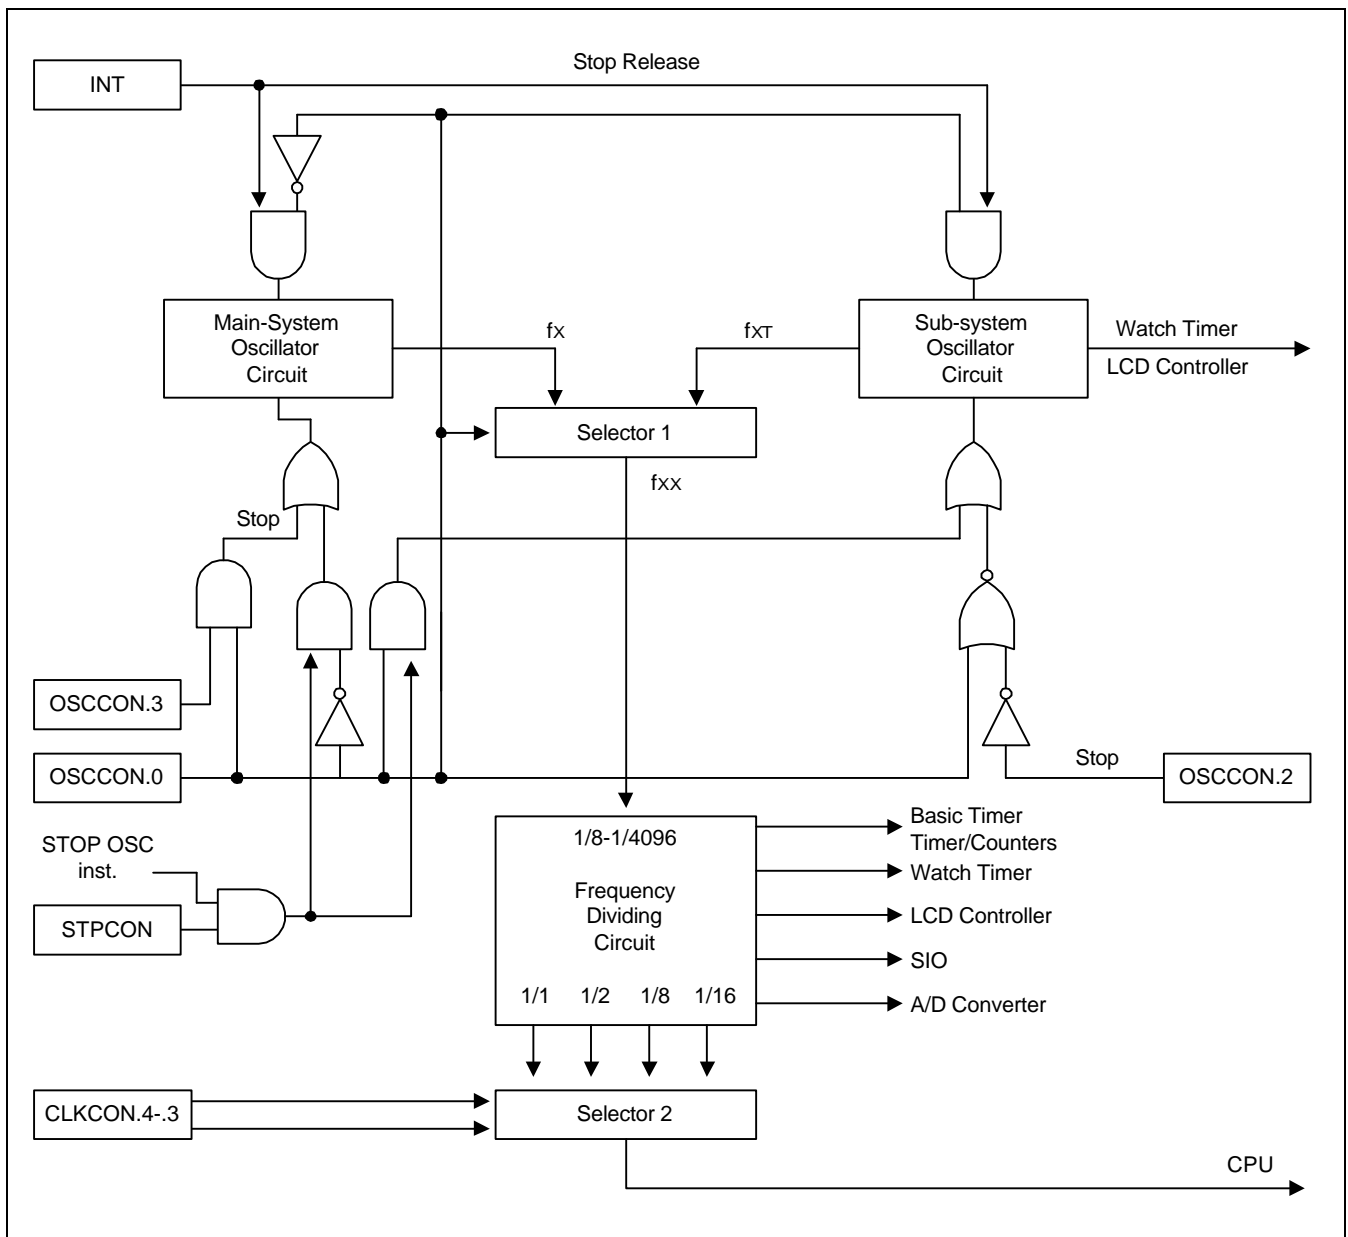 Stop Release
INT
Main-System
Oscillator
Circuit
fx
fxT
Sub-system
Oscillator
Circuit
Watch Timer
LCD Controller
Selector 1
fxx
Stop
OSCCON.3
OSCCON.0
Stop
OSCCON.2
STOP OSC
inst.
STPCON
1/8-1/4096
Frequency
Dividing
Circuit
1/1 1/2 1/8 1/16
Basic Timer
Timer/Counters
Watch Timer
LCD Controller
SIO
A/D Converter
CLKCON.4-.3
Selector 2
CPU